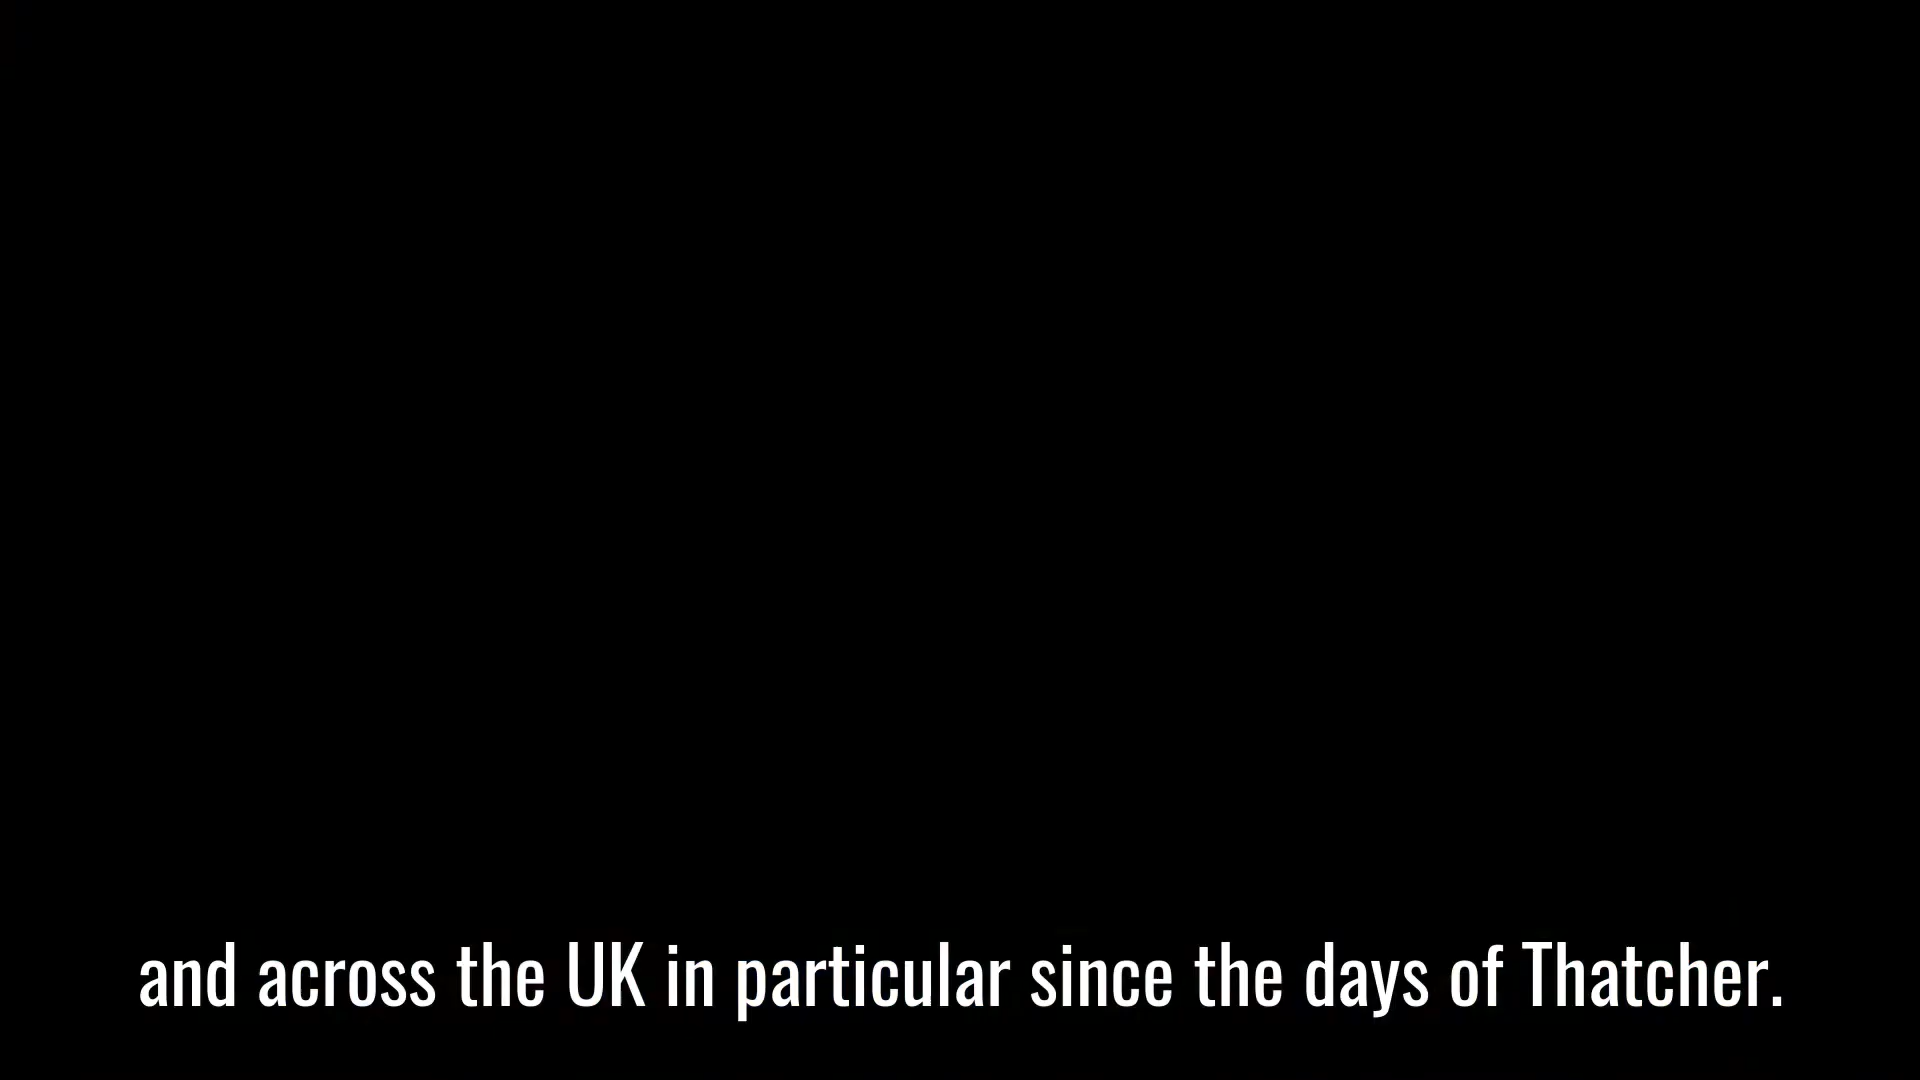 and across the UK in particular since the days of Thatcher.